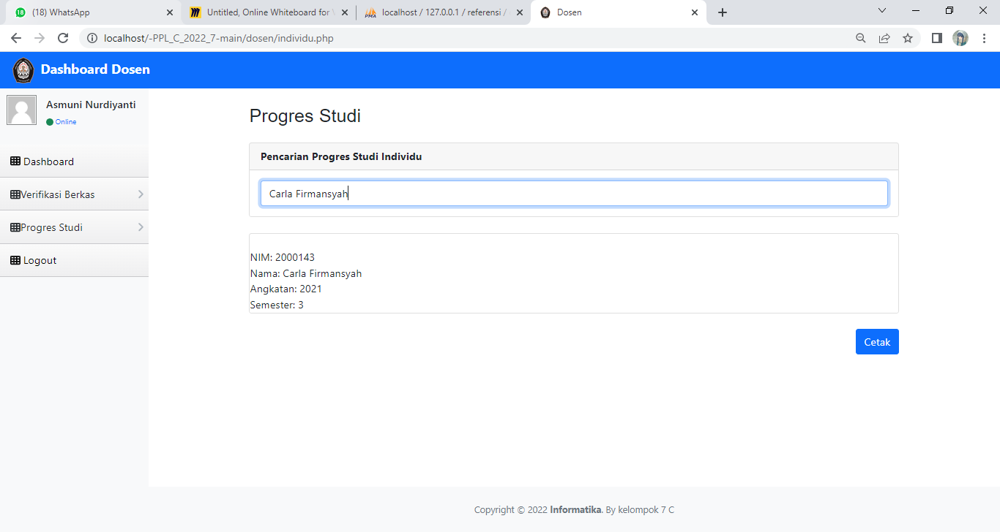 (18) WhatsApp
Untitled, Online Whiteboard for
localhost / 127.0.0.1 / referensi /
Dosen
localhost/-PPL_C_2022_7-main/dosen/individu.php
Dashboard Dosen
Asmuni Nurdiyanti
Online
Dashboard
Verifikasi Berkas
Progres Studi
Logout
Progres Studi
Pencarian Progres Studi Individu
Carla Firmansyah
NIM: 2000143
Nama: Carla Firmansyah
Angkatan: 2021
Semester: 3
Cetak
Copyright © 2022 Informatika. By kelompok 7 C